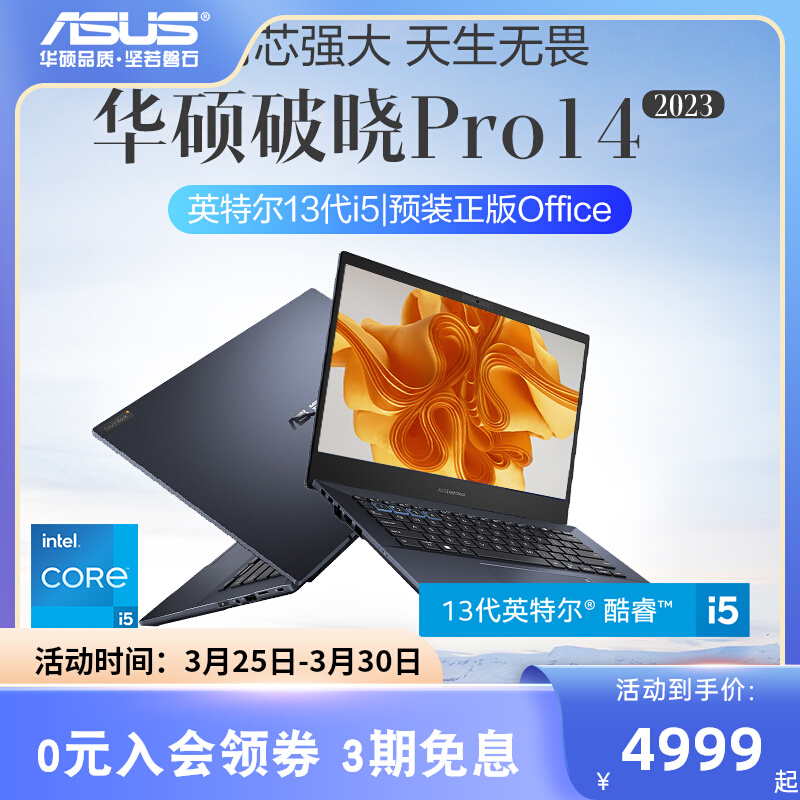 ASUS®
华硕品质·坚若磐石
芯强大 天生无畏
华硕破晓Pro14 2023
英特尔13代i5|预装正版Office
ASUS ExpertBook
intel.
CORE™
i5
13代英特尔® 酷睿™ i5
活动时间：3月25日-3月30日
活动到手价:
0元入会领券 3期免息
¥ 4999 起